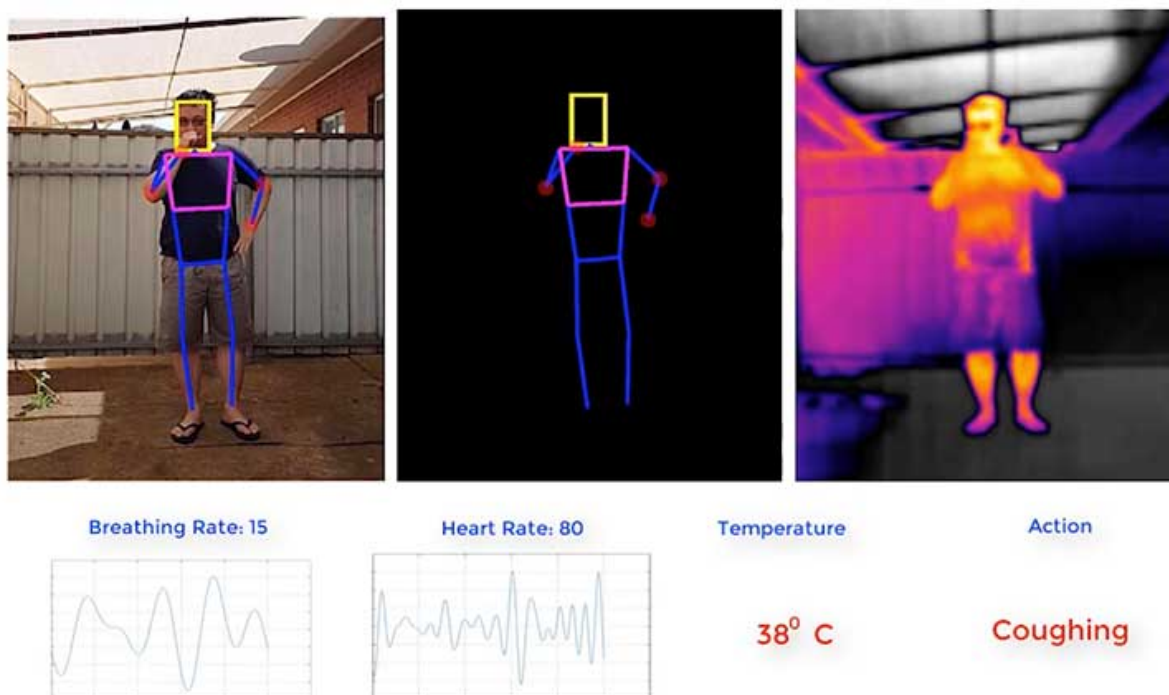 Breathing Rate: 15
Heart Rate: 80
Temperature
Action
38⁰ C
Coughing